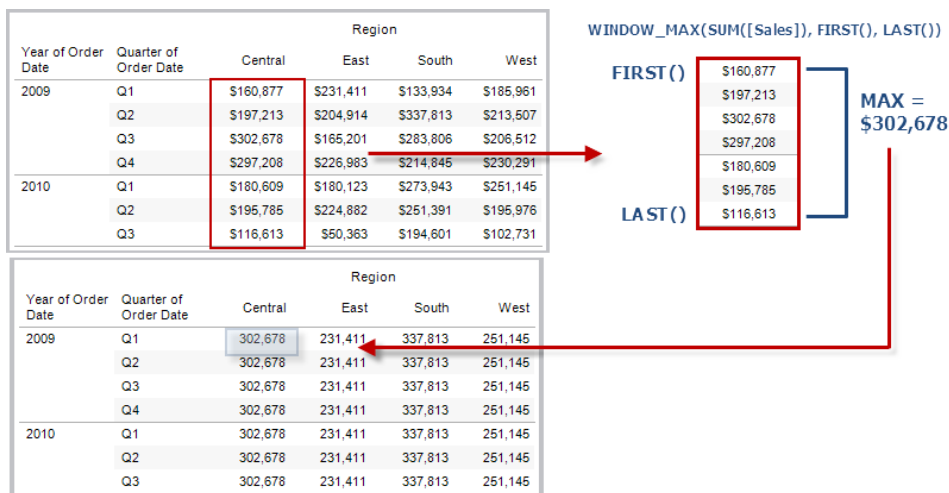 Region
Year of Order Date Quarter of Order Date Central East South West
2009 Q1 $160,877 $231,411 $133,934 $185,961
Q2 $197,213 $204,914 $337,813 $213,507
Q3 $302,678 $165,201 $283,806 $206,512
Q4 $297,208 $226,983 $214,845 $230,291
2010 Q1 $180,609 $180,123 $273,943 $251,145
Q2 $195,785 $224,882 $251,391 $195,976
Q3 $116,613 $50,363 $194,601 $102,731
WINDOW_MAX(SUM([Sales]), FIRST(), LAST())
FIRST() $160,877
$197,213
$302,678
$297,208
$180,609
$195,785
LAST() $116,613
MAX =
$302,678
Region
Year of Order Date Quarter of Order Date Central East South West
2009 Q1 302,678 231,411 337,813 251,145
Q2 302,678 231,411 337,813 251,145
Q3 302,678 231,411 337,813 251,145
Q4 302,678 231,411 337,813 251,145
2010 Q1 302,678 231,411 337,813 251,145
Q2 302,678 231,411 337,813 251,145
Q3 302,678 231,411 337,813 251,145